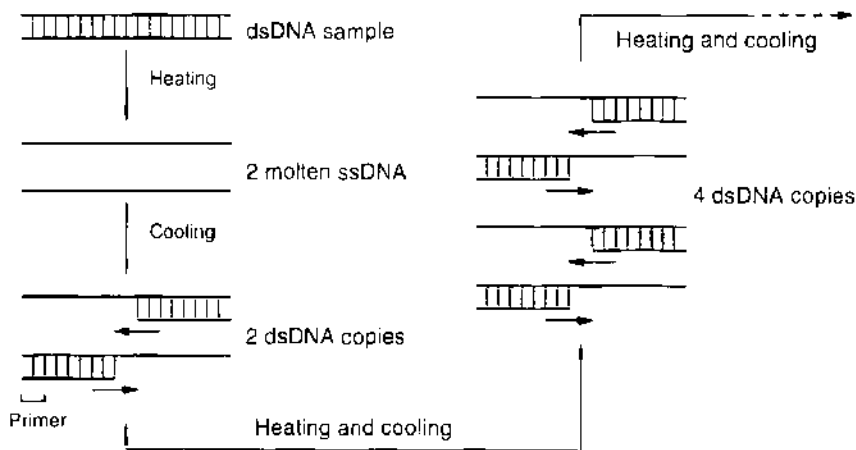 dsDNA sample
Heating
2 molten ssDNA
Cooling
2 dsDNA copies
Primer
Heating and cooling
Heating and cooling
4 dsDNA copies